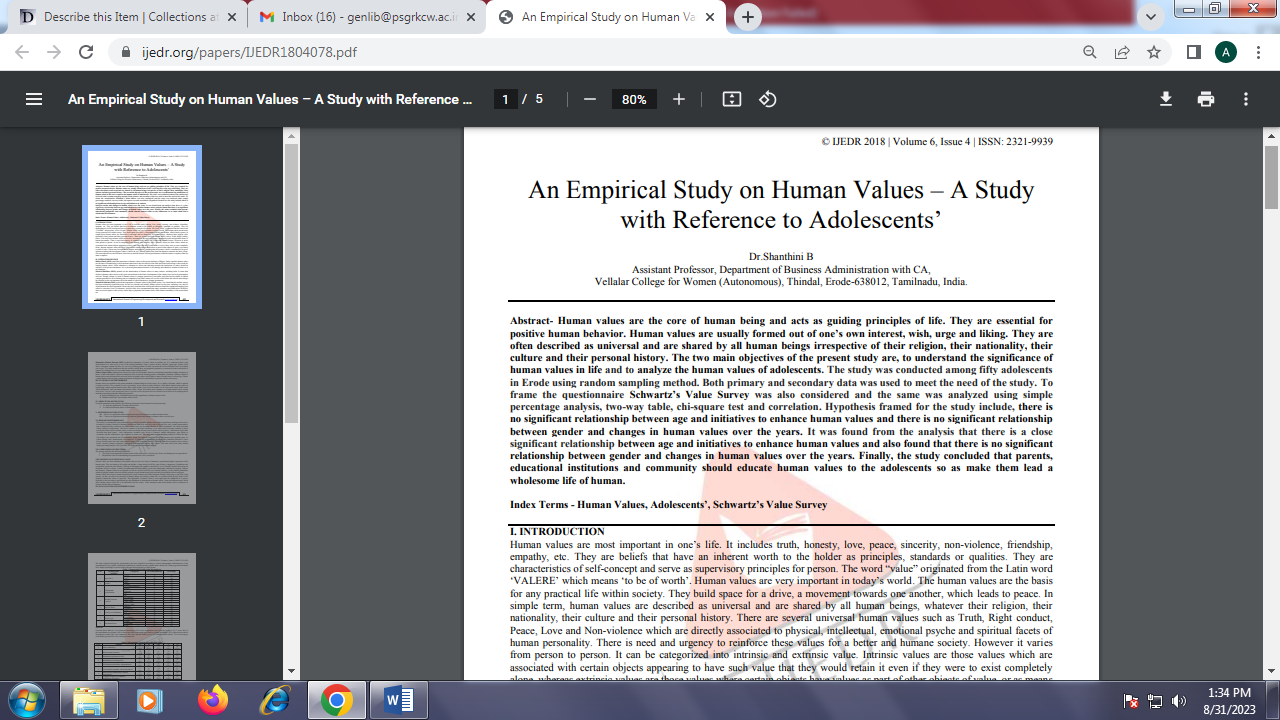 Describe this Item | Collections at
Inbox (16) - genlib@psgrkcw.ac.in
An Empirical Study on Human Va
ijedr.org/papers/IJEDR1804078.pdf
A
An Empirical Study on Human Values – A Study with Reference ...
1 / 5
80%
1
2
© IJEDR 2018 | Volume 6, Issue 4 | ISSN: 2321-9939
An Empirical Study on Human Values – A Study
with Reference to Adolescents’
Dr.Shanthini B
Assistant Professor, Department of Business Administration with CA,
Vellalar College for Women (Autonomous), Thindal, Erode-638012, Tamilnadu, India.
Abstract- Human values are the core of human being and acts as guiding principles of life. They are essential for
positive human behavior. Human values are usually formed out of one’s own interest, wish, urge and liking. They are
often described as universal and are shared by all human beings irrespective of their religion, their nationality, their
culture and their personal history. The two main objectives of the present study are, to understand the significance of
human values in life and to analyze the human values of adolescents. The study was conducted among fifty adolescents
in Erode using random sampling method. Both primary and secondary data was used to meet the need of the study. To
frame the questionnaire Schwartz’s Value Survey was also considered and the same was analyzed using simple
percentage analysis, two-way table, chi-square test and correlation. Hypothesis framed for the study include, there is
no significant relationship between age and initiatives to enhance human values and there is no significant relationship
between gender and changes in human values over the years. It was found from the analysis that there is a close
significant relationship between age and initiatives to enhance human values and also found that there is no significant
relationship between gender and changes in human values over the years. Finally, the study concluded that parents,
educational institutions and community should educate human values to the adolescents so as make them lead a
wholesome life of human.
Index Terms - Human Values, Adolescents’, Schwartz’s Value Survey
I. INTRODUCTION
Human values are most important in one’s life. It includes truth, honesty, love, peace, sincerity, non-violence, friendship,
empathy, etc. They are beliefs that have an inherent worth to the holder as principles, standards or qualities. They are
characteristics of self-concept and serve as supervisory principles for person. The word “value” originated from the Latin word
‘VALERE’ which means ‘to be of worth’. Human values are very important in today’s world. The human values are the basis
for any practical life within society. They build space for a drive, a movement towards one another, which leads to peace. In
simple term, human values are described as universal and are shared by all human beings, whatever their religion, their
nationality, their culture and their personal history. There are several universal human values such as Truth, Right conduct,
Peace, Love and Non-violence which are directly associated to physical, intellectual, emotional psyche and spiritual facets of
human personality. There is need and urgency to reinforce these values for a better and humane society. However it varies
from person to person. It can be categorized into intrinsic and extrinsic value. Intrinsic values are those values which are
associated with certain objects appearing to have such value that they would retain it even if they were to exist completely
alone, whereas extrinsic values are those values where certain objects have values as part of other objects of value, or as means
IJEDR
1:34 PM
8/31/2023